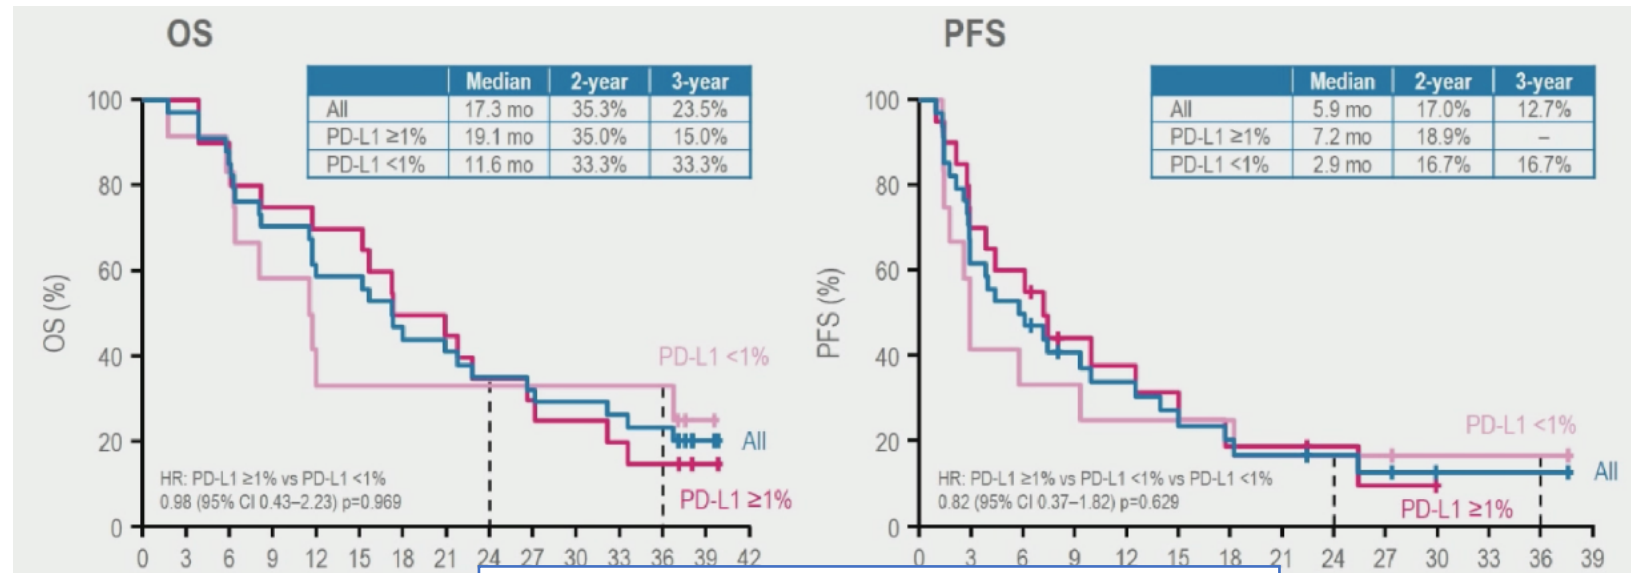 OS
Median 2-year 3-year
All 17.3 mo 35.3% 23.5%
PD-L1 ≥1% 19.1 mo 35.0% 15.0%
PD-L1 <1% 11.6 mo 33.3% 33.3%
100
80
60
40
20
0
OS (%)
PD-L1 <1%
All
PD-L1 ≥1%
HR: PD-L1 ≥1% vs PD-L1 <1%
0.98 (95% CI 0.43–2.23) p=0.969
0 3 6 9 12 15 18 21 24 27 30 33 36 39 42
PFS
Median 2-year 3-year
All 5.9 mo 17.0% 12.7%
PD-L1 ≥1% 7.2 mo 18.9% –
PD-L1 <1% 2.9 mo 16.7% 16.7%
100
80
60
40
20
0
PFS (%)
PD-L1 <1%
All
PD-L1 ≥1%
HR: PD-L1 ≥1% vs PD-L1 <1% vs PD-L1 <1%
0.82 (95% CI 0.37–1.82) p=0.629
0 3 6 9 12 15 18 21 24 27 30 33 36 39